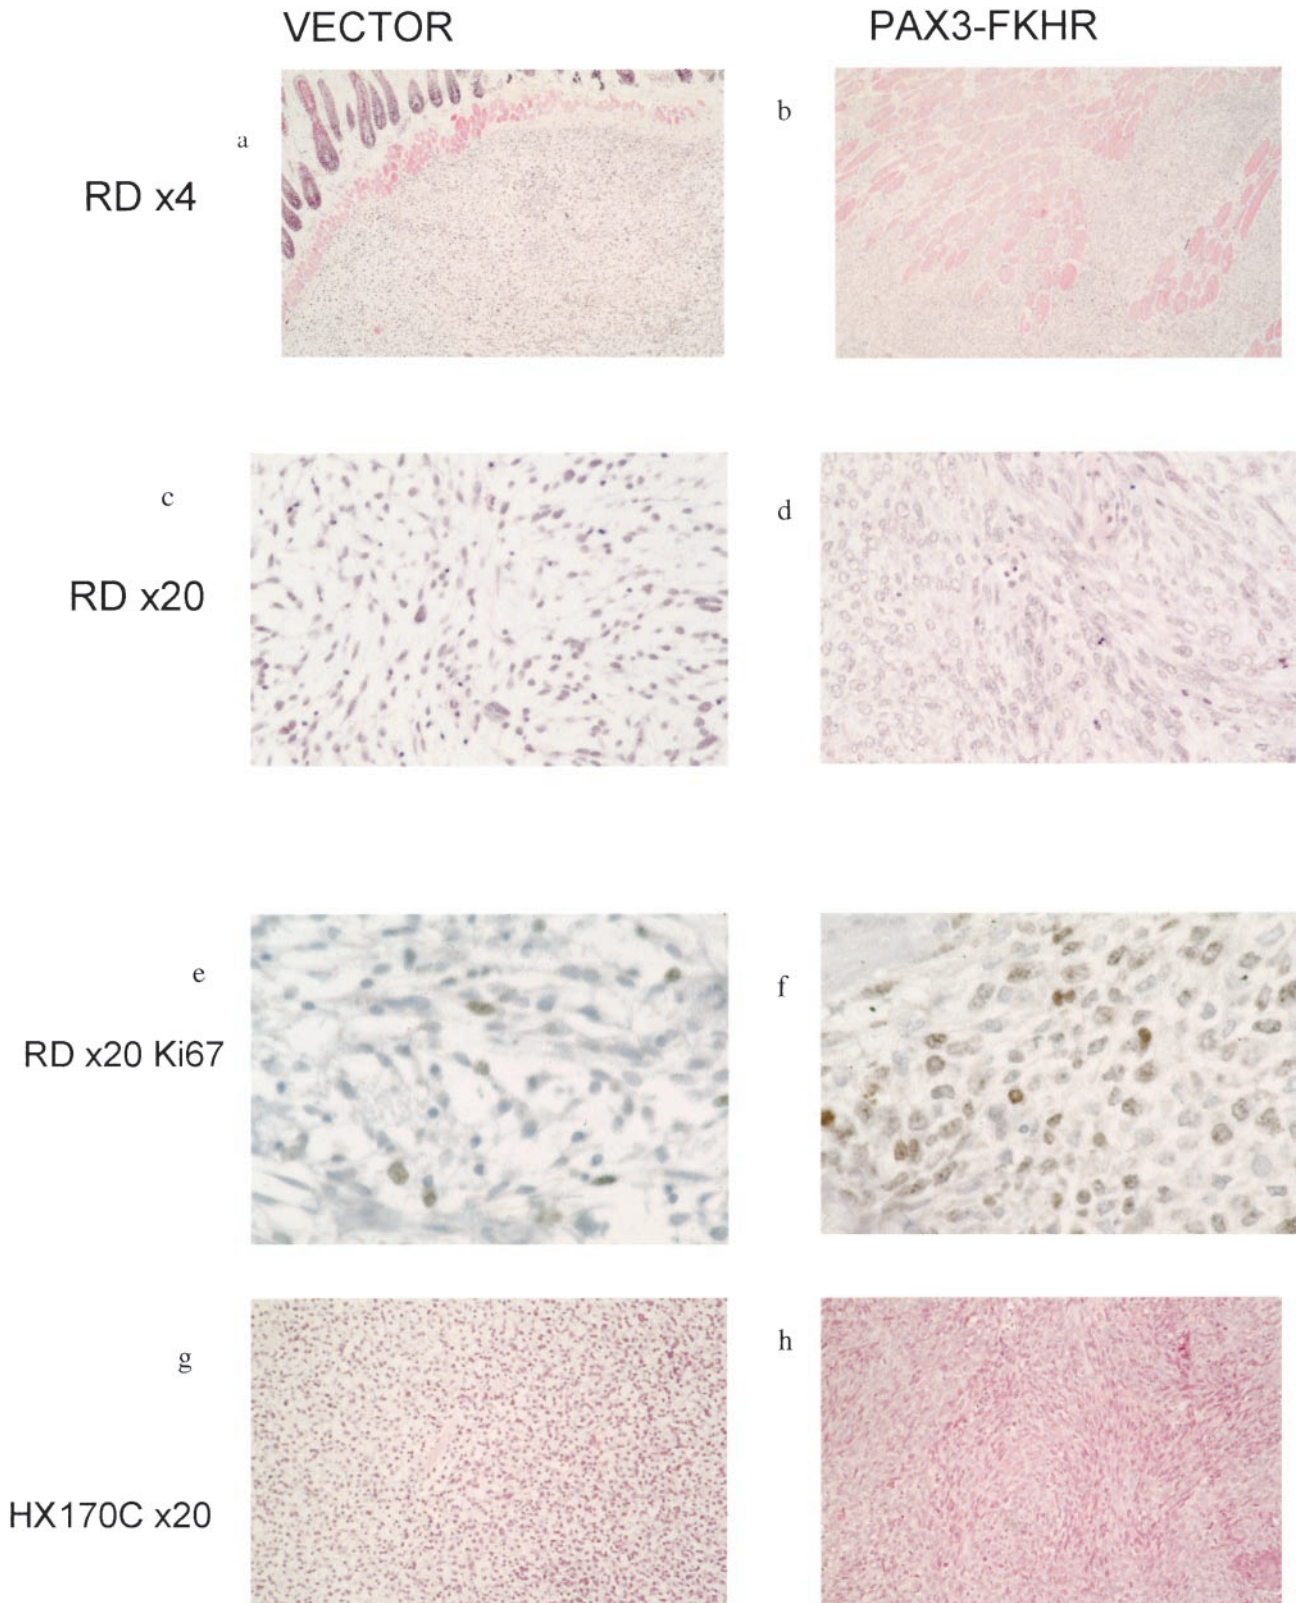 VECTOR PAX3-FKHR
a b
RD x4
c d
RD x20
e f
RD x20 Ki67
g h
HX170C x20